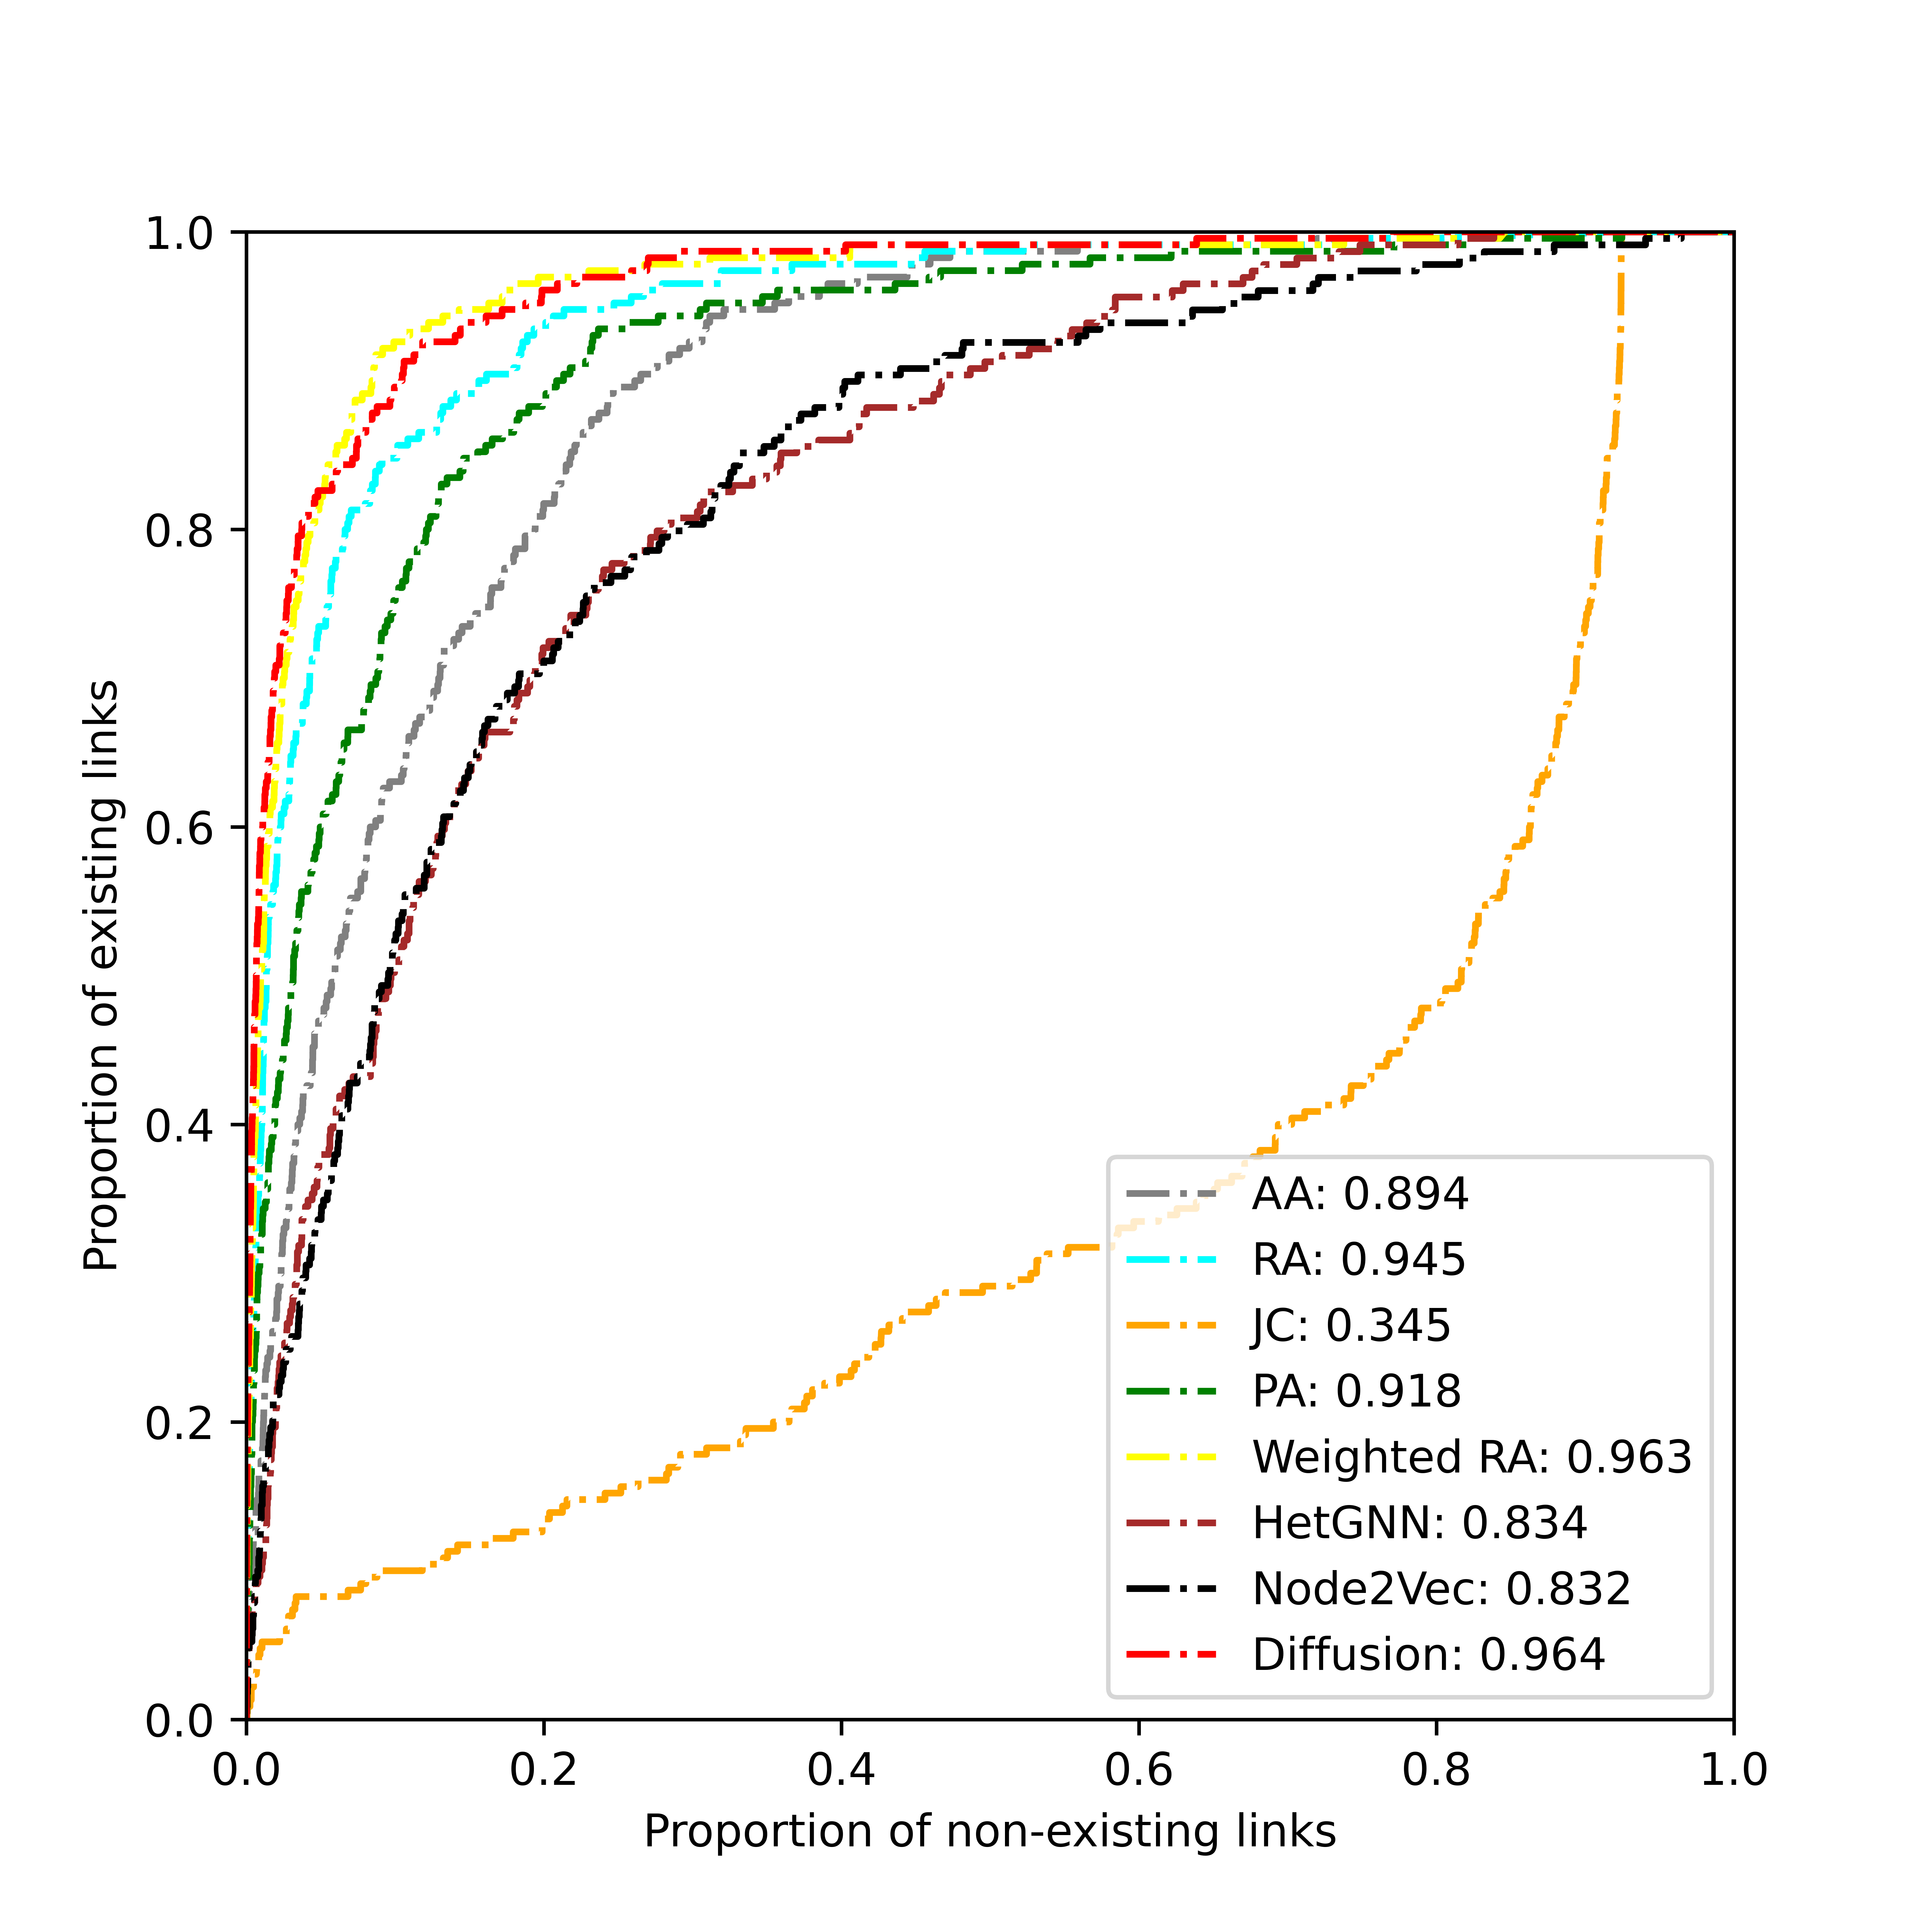 1.0
0.8
0.6
0.4
0.2
0.0
Proportion of existing links
AA: 0.894
RA: 0.945
JC: 0.345
PA: 0.918
Weighted RA: 0.963
HetGNN: 0.834
Node2Vec: 0.832
Diffusion: 0.964
0.0 0.2 0.4 0.6 0.8 1.0
Proportion of non-existing links